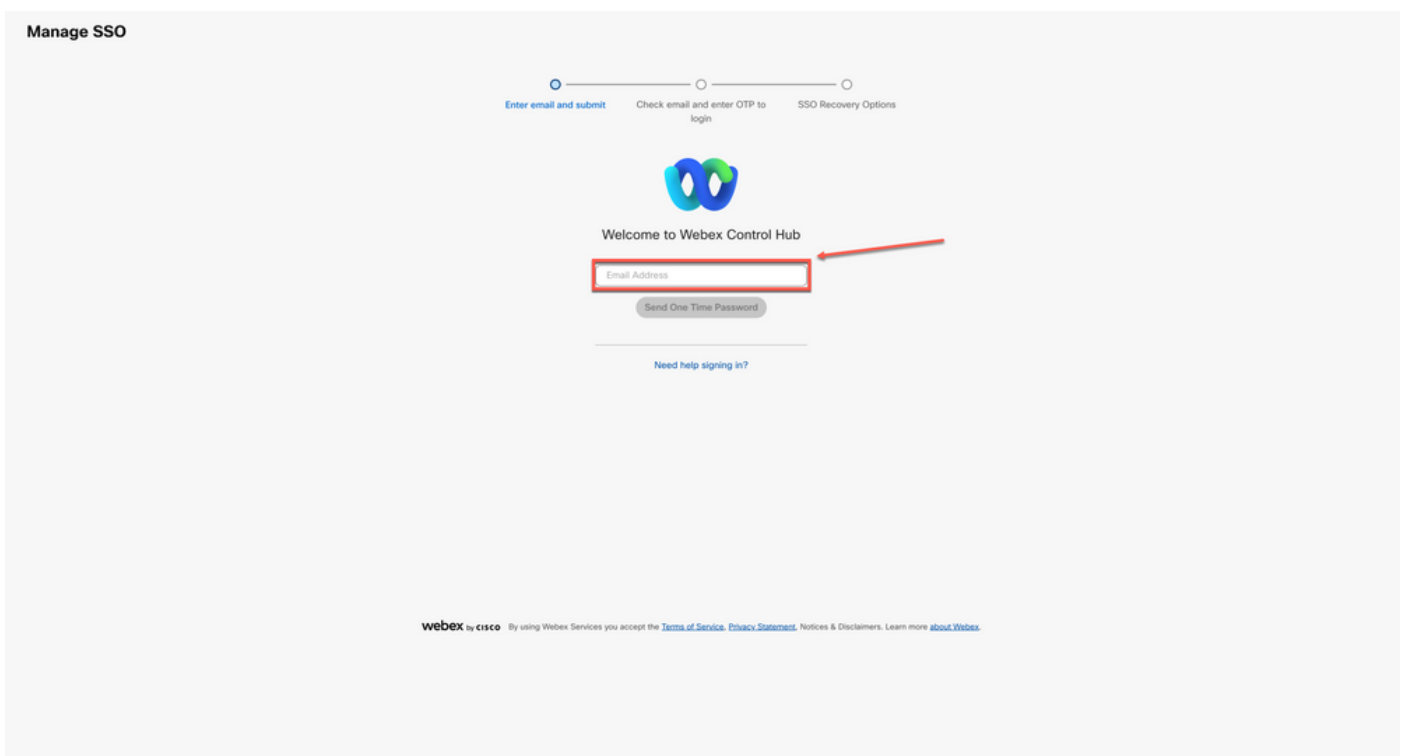 Manage SSO
Enter email and submit
Check email and enter OTP to
login
SSO Recovery Options
Welcome to Webex Control Hub
Email Address
Send One Time Password
Need help signing in?
webex by CISCO By using Webex Services you accept the Terms of Service, Privacy Statement, Notices & Disclaimers. Learn more about Webex.